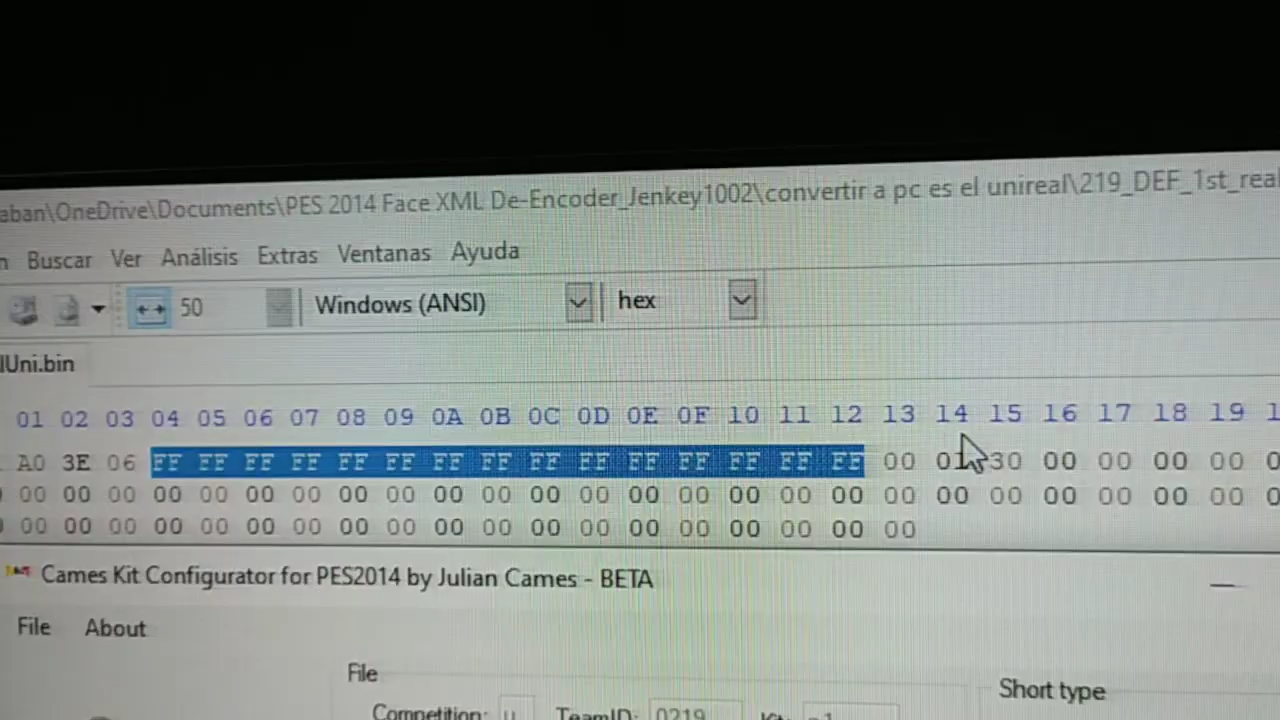 aban\OneDrive\Documents\PES 2014 Face XML De-Encoder_Jenkey1002\convertir a pc es el unireal\219_DEF_1st_real
n Buscar Ver Análisis Extras Ventanas Ayuda
50 Windows (ANSI) hex
lUni.bin
01 02 03 04 05 06 07 08 09 0A 0B 0C 0D 0E 0F 10 11 12 13 14 15 16 17 18 19 1
A0 3E 06 FF FF FF FF FF FF FF FF FF FF FF FF FF FF FF 00 01 30 00 00 00 00 0
00 00 00 00 00 00 00 00 00 00 00 00 00 00 00 00 00 00 00 00 00 00 00 00 00 0
00 00 00 00 00 00 00 00 00 00 00 00 00 00 00 00 00 00 00
Cames Kit Configurator for PES2014 by Julian Cames - BETA
File About
File
Short type
Competition: u TeamID: 0219